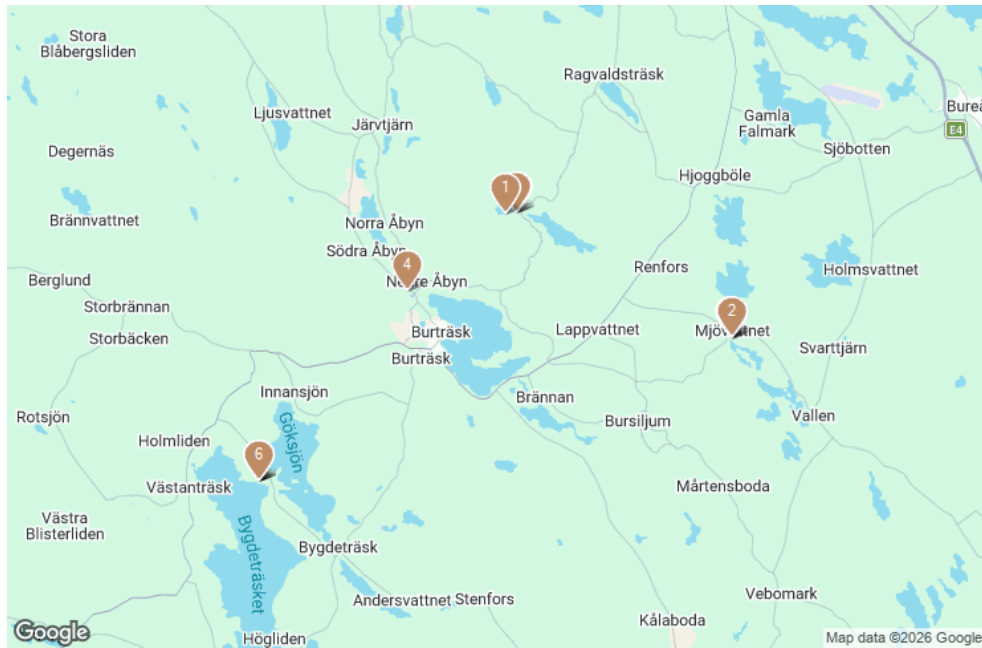 Stora
Blåbergsliden
Ragvaldsträsk
Ljusvattnet
Järvtjärn
Gamla
Falmark
Bureå
E4
Sjöbotten
Degernäs
Hjoggböle
1
Brännvattnet
Norra Åbyn
Södra Åbyn
4
Renfors
Holmsvattnet
Berglund
Storbrännan
2
Storbäcken
Burträsk
Lappvattnet
Svarttjärn
Burträsk
Innansjön
Brännan
Rotsjön
Göksjön
Bursiljum
Vallen
Holmliden
6
Västanträsk
Mårtensboda
Västra
Blisterliden
Bygdeträsket
Bygdeträsk
Andersvattnet
Stenfors
Vebomark
Kålaboda
Högliden
Google
Map data ©2026 Google